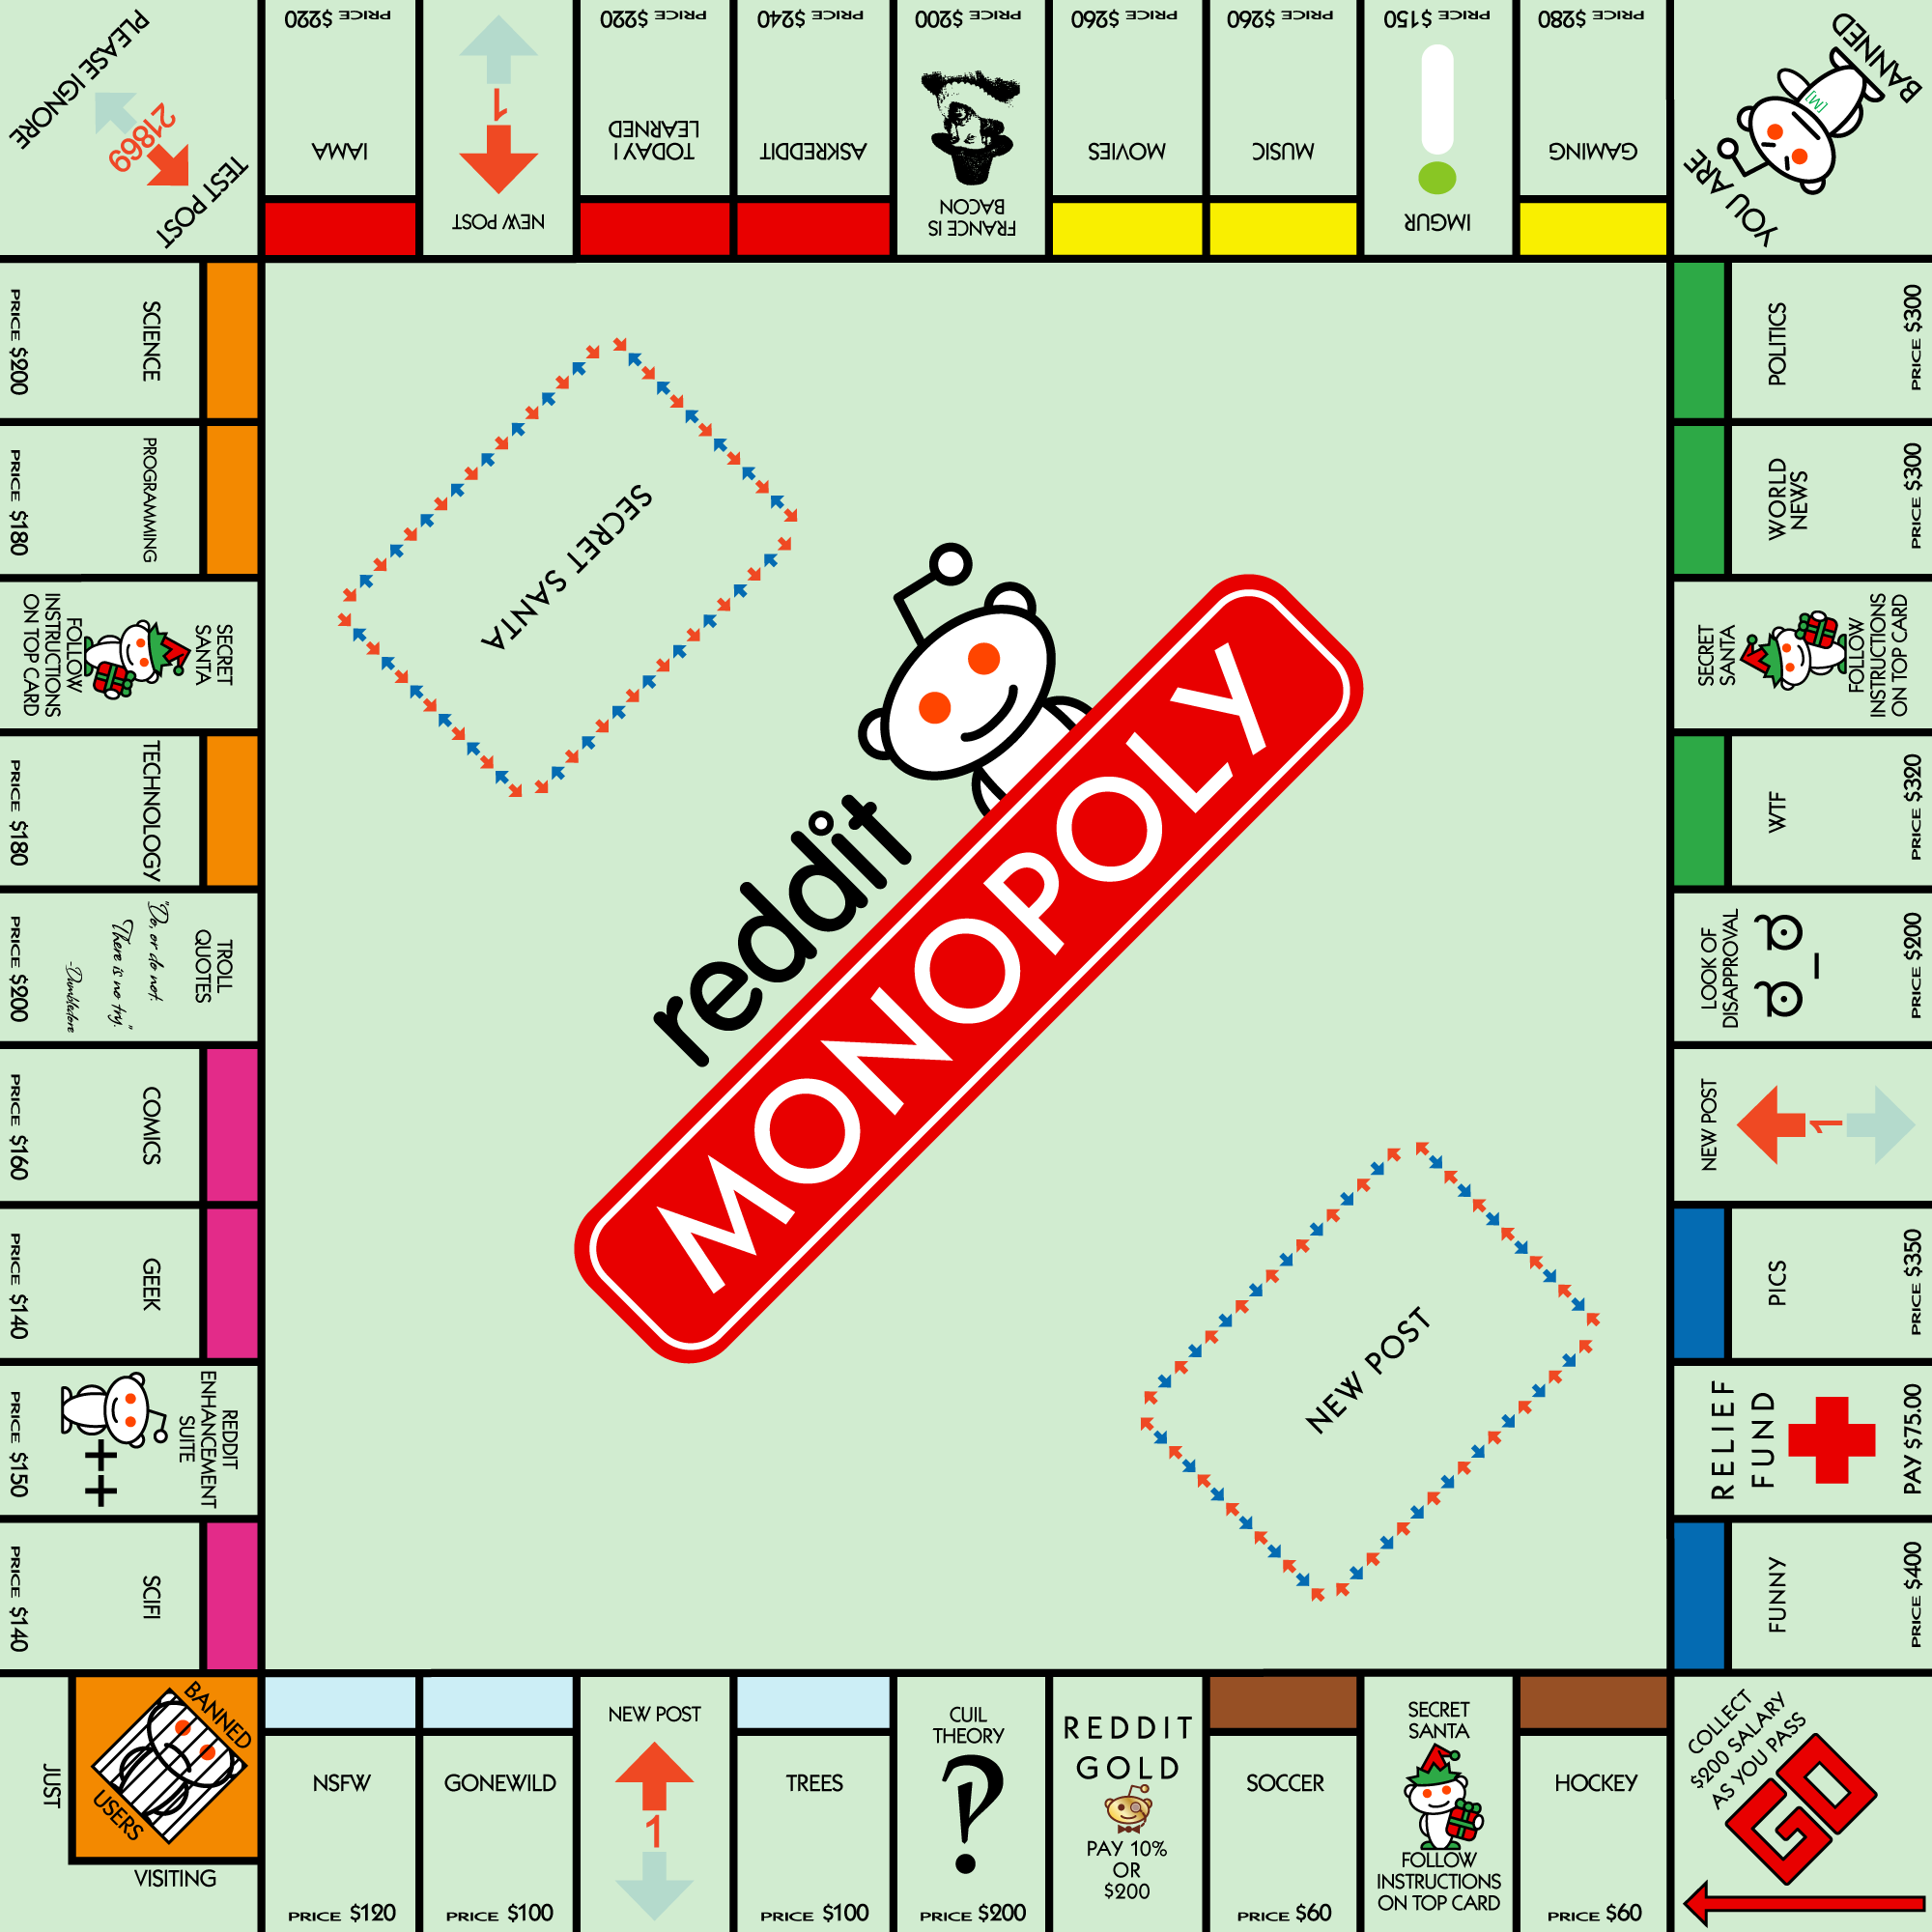 PLEASE IGNORE
21869
TEST POST
PRICE $220
IAMA
1
NEW POST
PRICE $220
TODAY I
LEARNED
PRICE $240
ASKREDDIT
PRICE $200
FRANCE IS
BACON
PRICE $260
MOVIES
PRICE $260
MUSIC
PRICE $150
IMGUR
PRICE $280
GAMING
YOU ARE
[M]
BANNED
POLITICS
PRICE $300
WORLD
NEWS
PRICE $300
SECRET
SANTA
FOLLOW
INSTRUCTIONS
ON TOP CARD
WTF
PRICE $320
LOOK OF
DISAPPROVAL
ಠ_ಠ
PRICE $200
NEW POST
1
PICS
PRICE $350
RELIEF
FUND
PAY $75.00
FUNNY
PRICE $400
COLLECT
$200 SALARY
AS YOU PASS
GO
HOCKEY
PRICE $60
SECRET
SANTA
FOLLOW
INSTRUCTIONS
ON TOP CARD
SOCCER
PRICE $60
REDDIT
GOLD
PAY 10%
OR
$200
CUIL
THEORY
?
PRICE $200
TREES
PRICE $100
NEW POST
1
GONEWILD
PRICE $100
NSFW
PRICE $120
BANNED
USERS
JUST
VISITING
SCIFI
PRICE $140
REDDIT
ENHANCEMENT
SUITE
++
PRICE $150
GEEK
PRICE $140
COMICS
PRICE $160
TROLL
QUOTES
"Do, or do not.
There is no try."
-Dumbledore
PRICE $200
TECHNOLOGY
PRICE $180
SECRET
SANTA
FOLLOW
INSTRUCTIONS
ON TOP CARD
PROGRAMMING
PRICE $180
SCIENCE
PRICE $200
SECRET SANTA
reddit
MONOPOLY
NEW POST